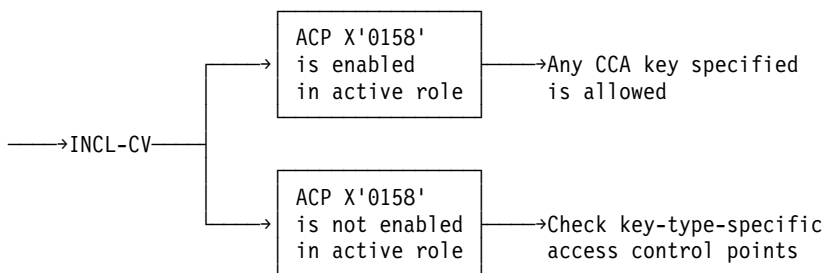 ACP X'0158'
is enabled
in active role
Any CCA key specified
is allowed
INCL-CV
ACP X'0158'
is not enabled
in active role
Check key-type-specific
access control points